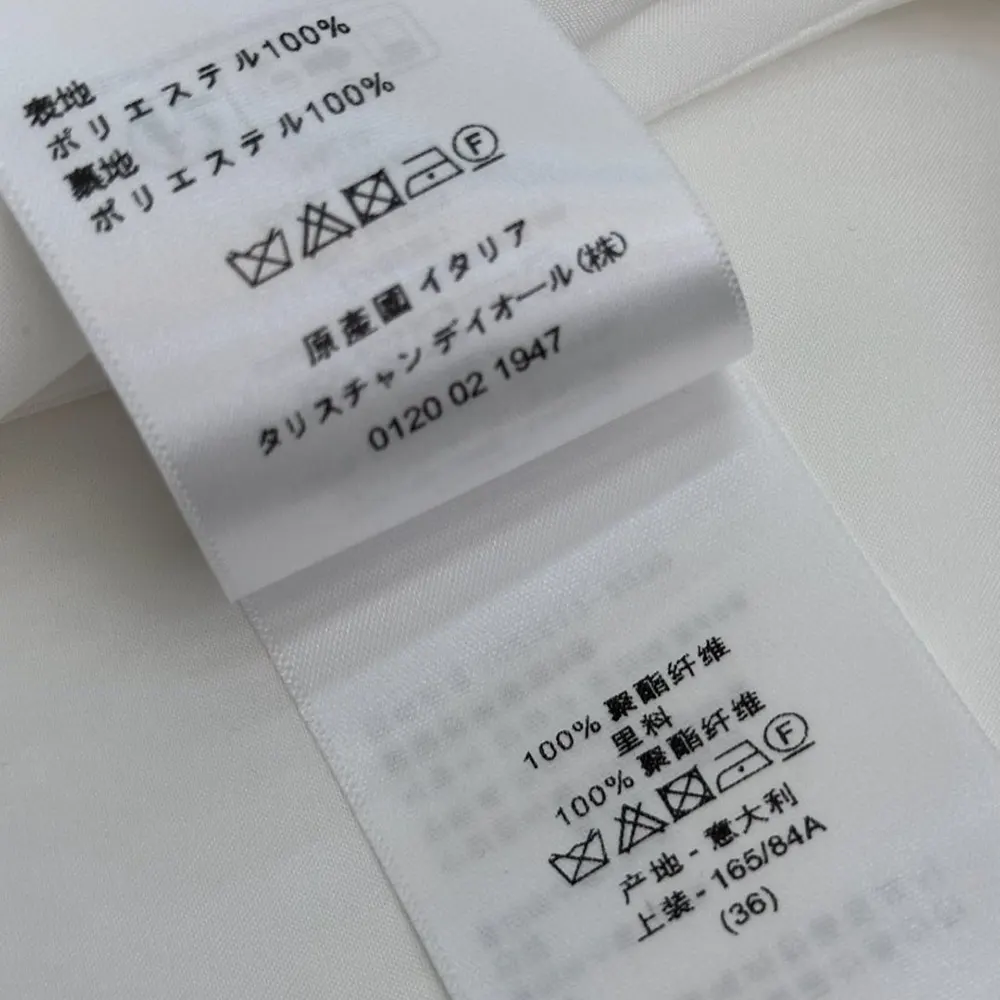 表地
ポリエステル100%
裏地
ポリエステル100%
F
原産國 イタリア
タリスチャン デイオール(株)
0120 02 1947
100% 聚酯纤维
里料
100% 聚酯纤维
F
产地 - 意大利
上装 - 165/84A
(36)